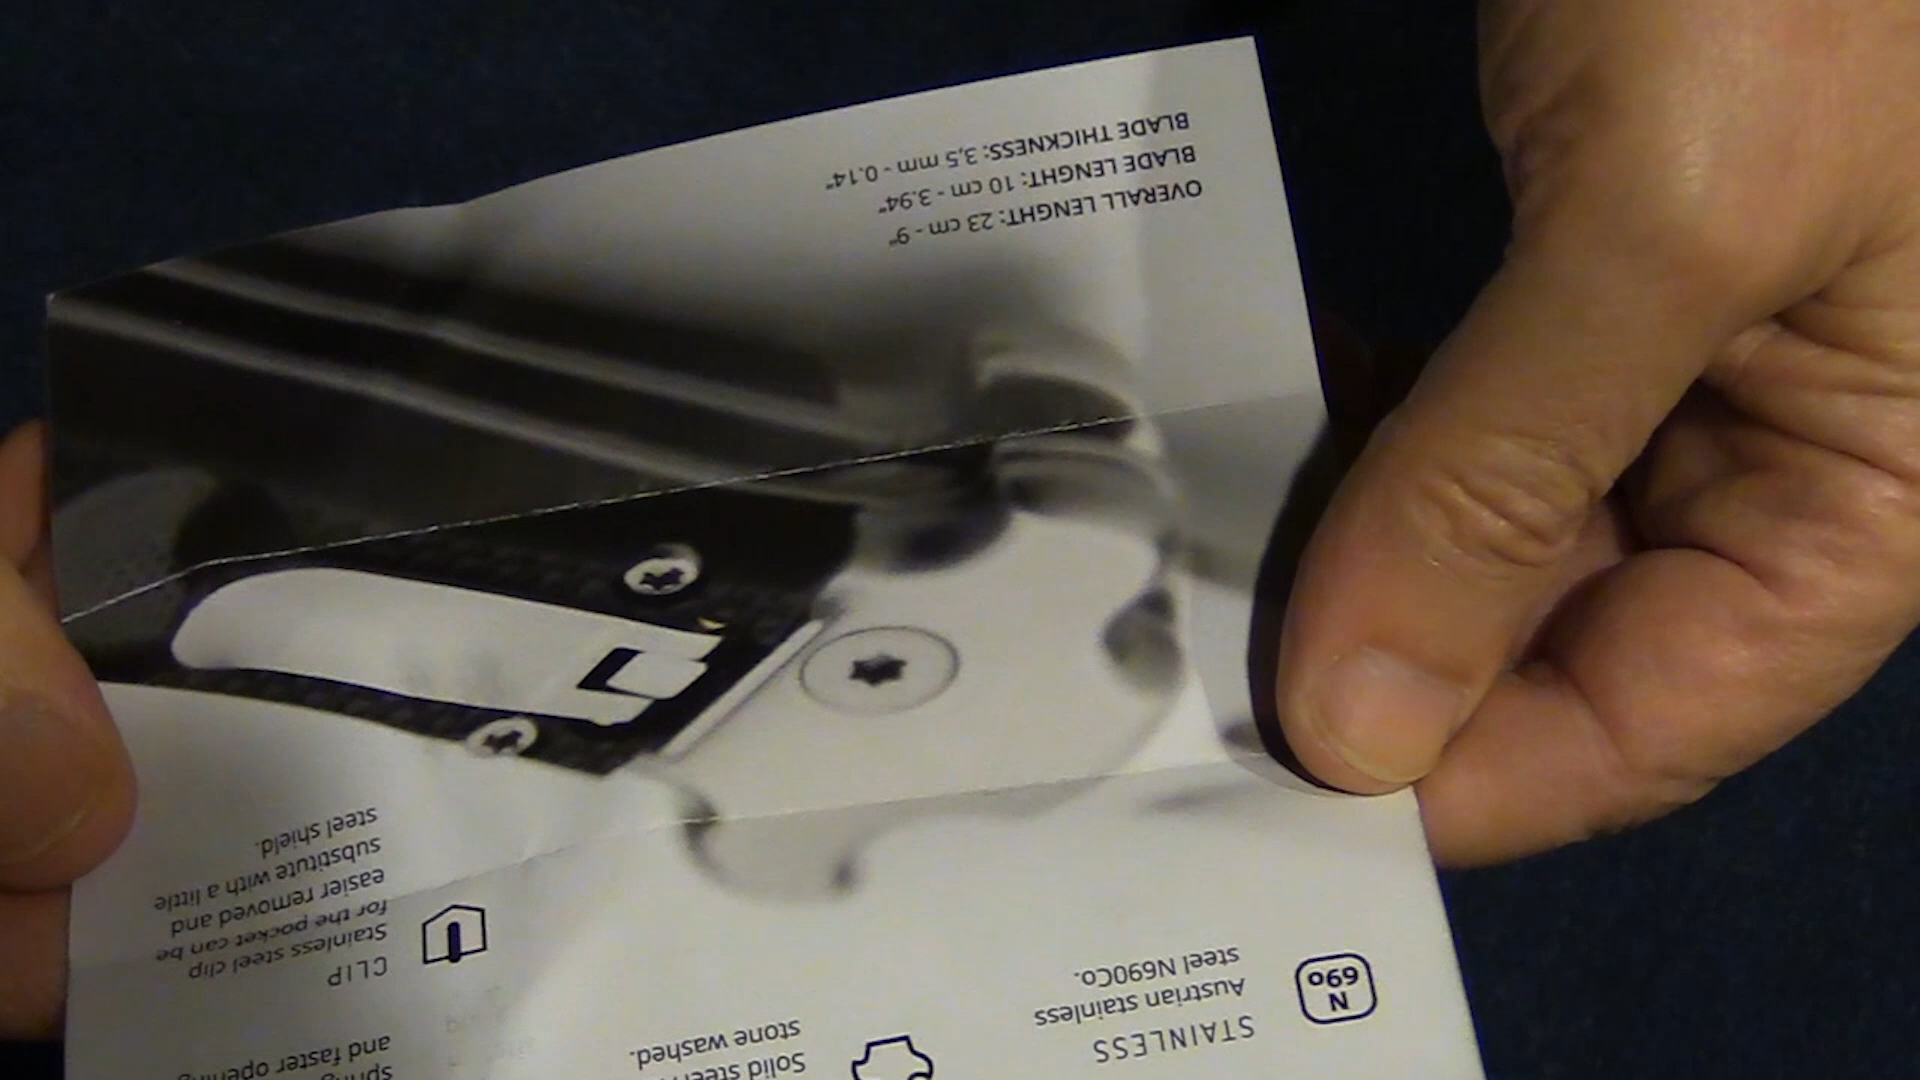 N
690
STAINLESS
Austrian stainless
steel N690Co.
Solid steel
stone washed.
and faster opening
CLIP
Stainless steel clip
for the pocket can be
easier removed and
substitute with a little
steel shield.
OVERALL LENGHT: 23 cm - 9"
BLADE LENGHT: 10 cm - 3.94"
BLADE THICKNESS: 3,5 mm - 0.14"